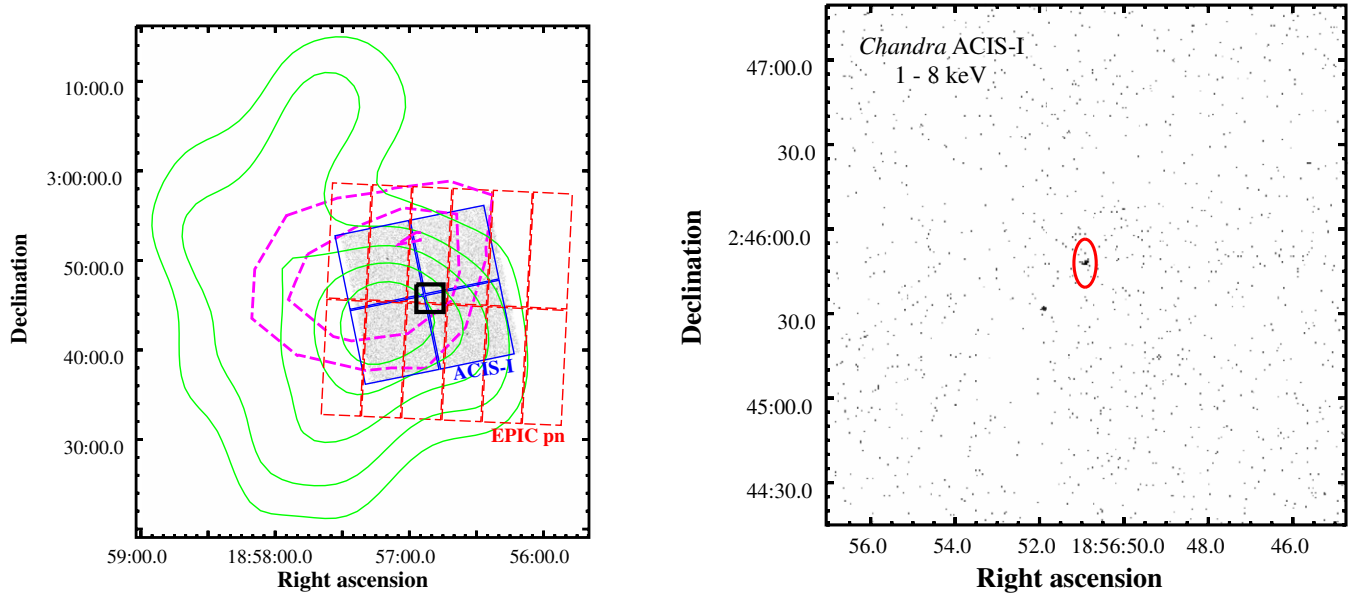 10:00.0
3:00:00.0
50:00.0
40:00.0
30:00.0
Declination
ACIS-I
EPIC pn
59:00.0 18:58:00.0 57:00.0 56:00.0
Right ascension
Chandra ACIS-I
1 - 8 keV
47:00.0
30.0
2:46:00.0
30.0
45:00.0
44:30.0
Declination
56.0 54.0 52.0 18:56:50.0 48.0 46.0
Right ascension